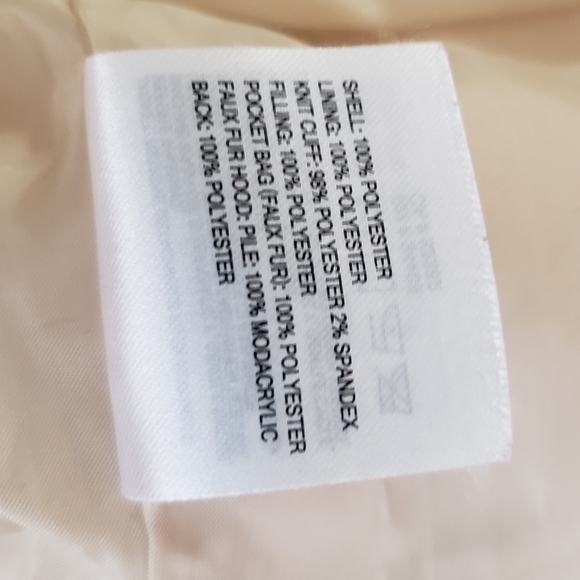 SHELL: 100% POLYESTER
LINING: 100% POLYESTER
KNIT CUFF: 98% POLYESTER 2% SPANDEX
FILLING: 100% POLYESTER
POCKET BAG (FAUX FUR): 100% POLYESTER
FAUX FUR HOOD: PILE: 100% MODACRYLIC
BACK: 100% POLYESTER